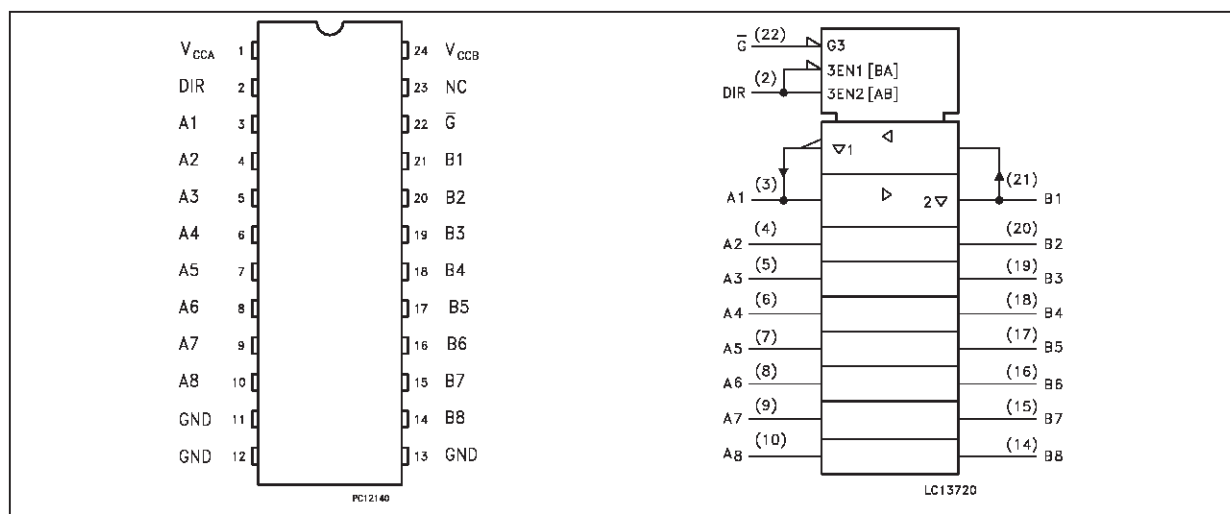 V_CCA 1 24 V_CCB
DIR 2 23 NC
A1 3 22 G̅
A2 4 21 B1
A3 5 20 B2
A4 6 19 B3
A5 7 18 B4
A6 8 17 B5
A7 9 16 B6
A8 10 15 B7
GND 11 14 B8
GND 12 13 GND
PC12140
G̅ (22) G3
3EN1 [BA]
DIR (2) 3EN2 [AB]
▽1 ◁
A1 (3) ▷ 2▽ (21) B1
A2 (4) (20) B2
A3 (5) (19) B3
A4 (6) (18) B4
A5 (7) (17) B5
A6 (8) (16) B6
A7 (9) (15) B7
A8 (10) (14) B8
LC13720